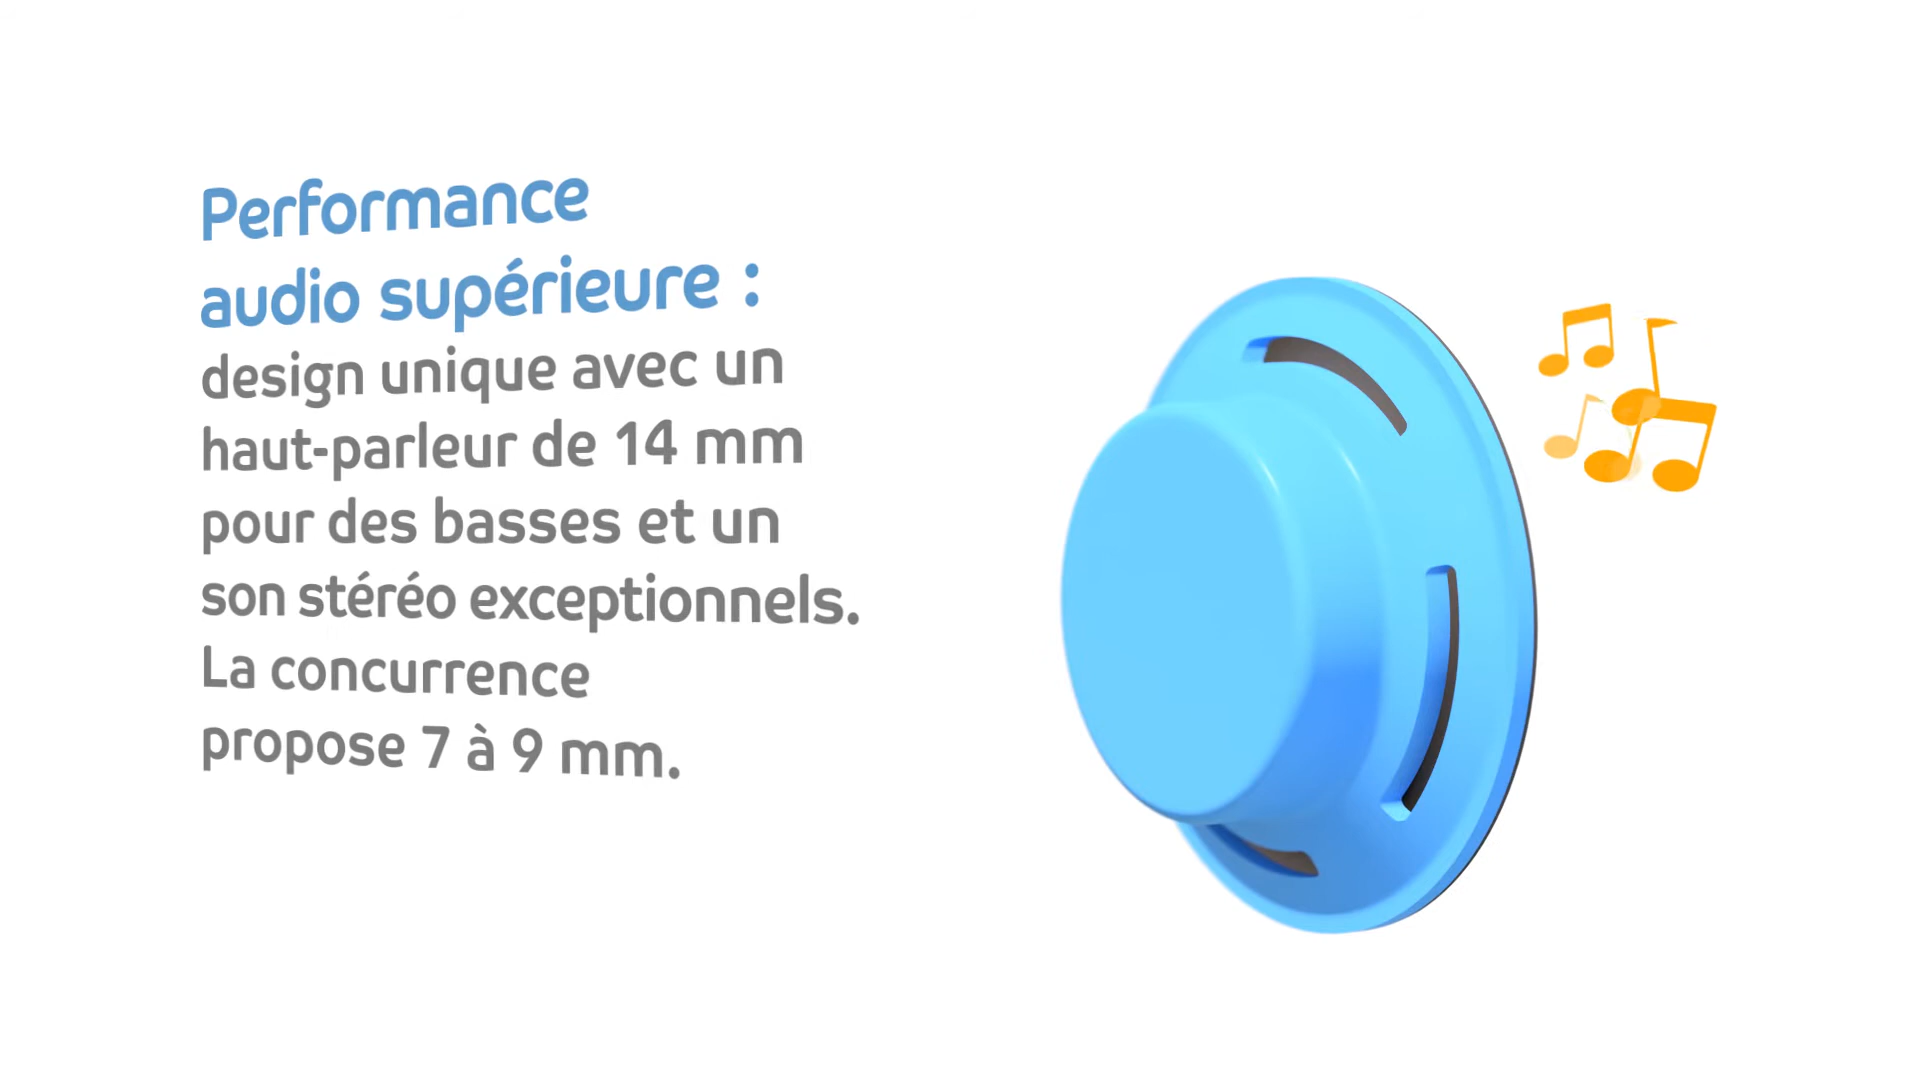 Performance
audio supérieure :
design unique avec un
haut-parleur de 14 mm
pour des basses et un
son stéréo exceptionnels.
La concurrence
propose 7 à 9 mm.